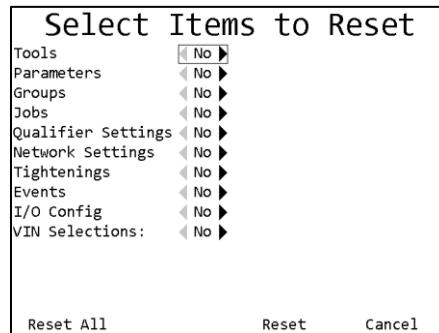 Select Items to Reset
Tools No
Parameters No
Groups No
Jobs No
Qualifier Settings No
Network Settings No
Tightenings No
Events No
I/O Config No
VIN Selections: No
Reset All Reset Cancel